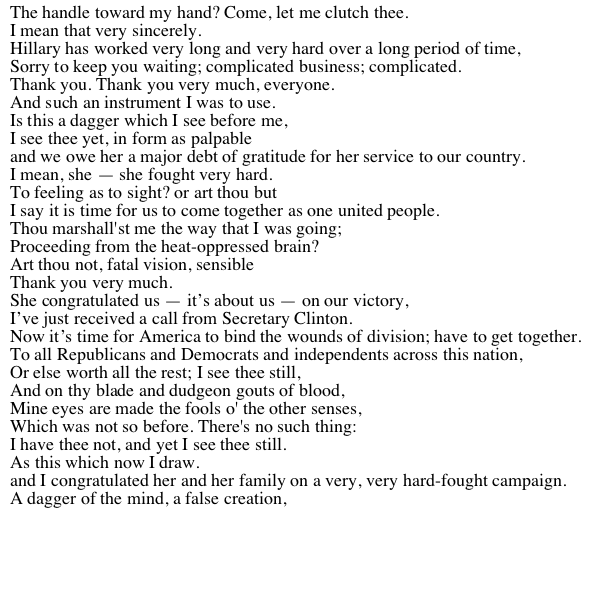 The handle toward my hand? Come, let me clutch thee.
I mean that very sincerely.
Hillary has worked very long and very hard over a long period of time,
Sorry to keep you waiting; complicated business; complicated.
Thank you. Thank you very much, everyone.
And such an instrument I was to use.
Is this a dagger which I see before me,
I see thee yet, in form as palpable
and we owe her a major debt of gratitude for her service to our country.
I mean, she — she fought very hard.
To feeling as to sight? or art thou but
I say it is time for us to come together as one united people.
Thou marshall'st me the way that I was going;
Proceeding from the heat-oppressed brain?
Art thou not, fatal vision, sensible
Thank you very much.
She congratulated us — it’s about us — on our victory,
I’ve just received a call from Secretary Clinton.
Now it’s time for America to bind the wounds of division; have to get together.
To all Republicans and Democrats and independents across this nation,
Or else worth all the rest; I see thee still,
And on thy blade and dudgeon gouts of blood,
Mine eyes are made the fools o' the other senses,
Which was not so before. There's no such thing:
I have thee not, and yet I see thee still.
As this which now I draw.
and I congratulated her and her family on a very, very hard-fought campaign.
A dagger of the mind, a false creation,